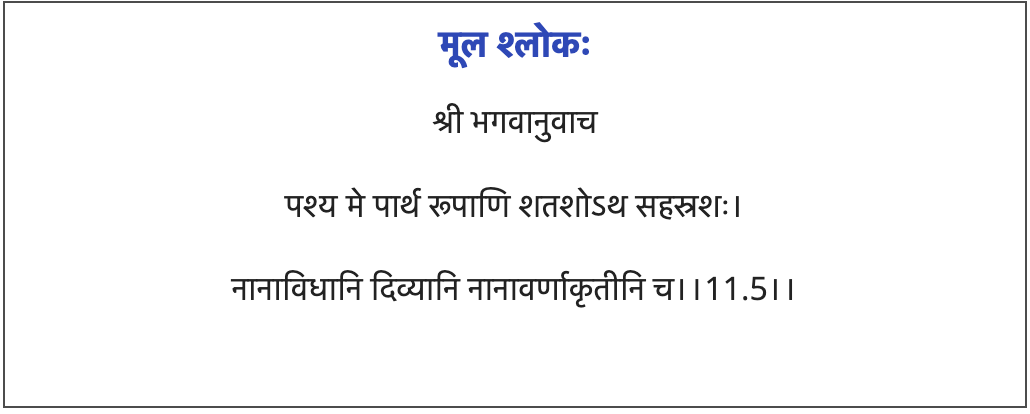 मूल श्लोकः
श्री भगवानुवाच
पश्य मे पार्थ रूपाणि शतशोऽथ सहस्रशः।
नानाविधानि दिव्यानि नानावर्णाकृतीनि च।।11.5।।